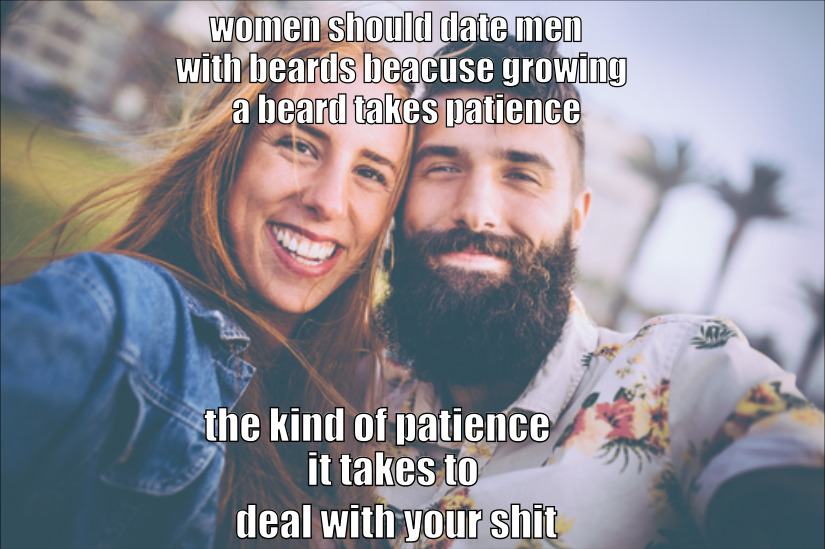 women should date men
with beards beacuse growing
a beard takes patience
the kind of patience
it takes to
deal with your shit